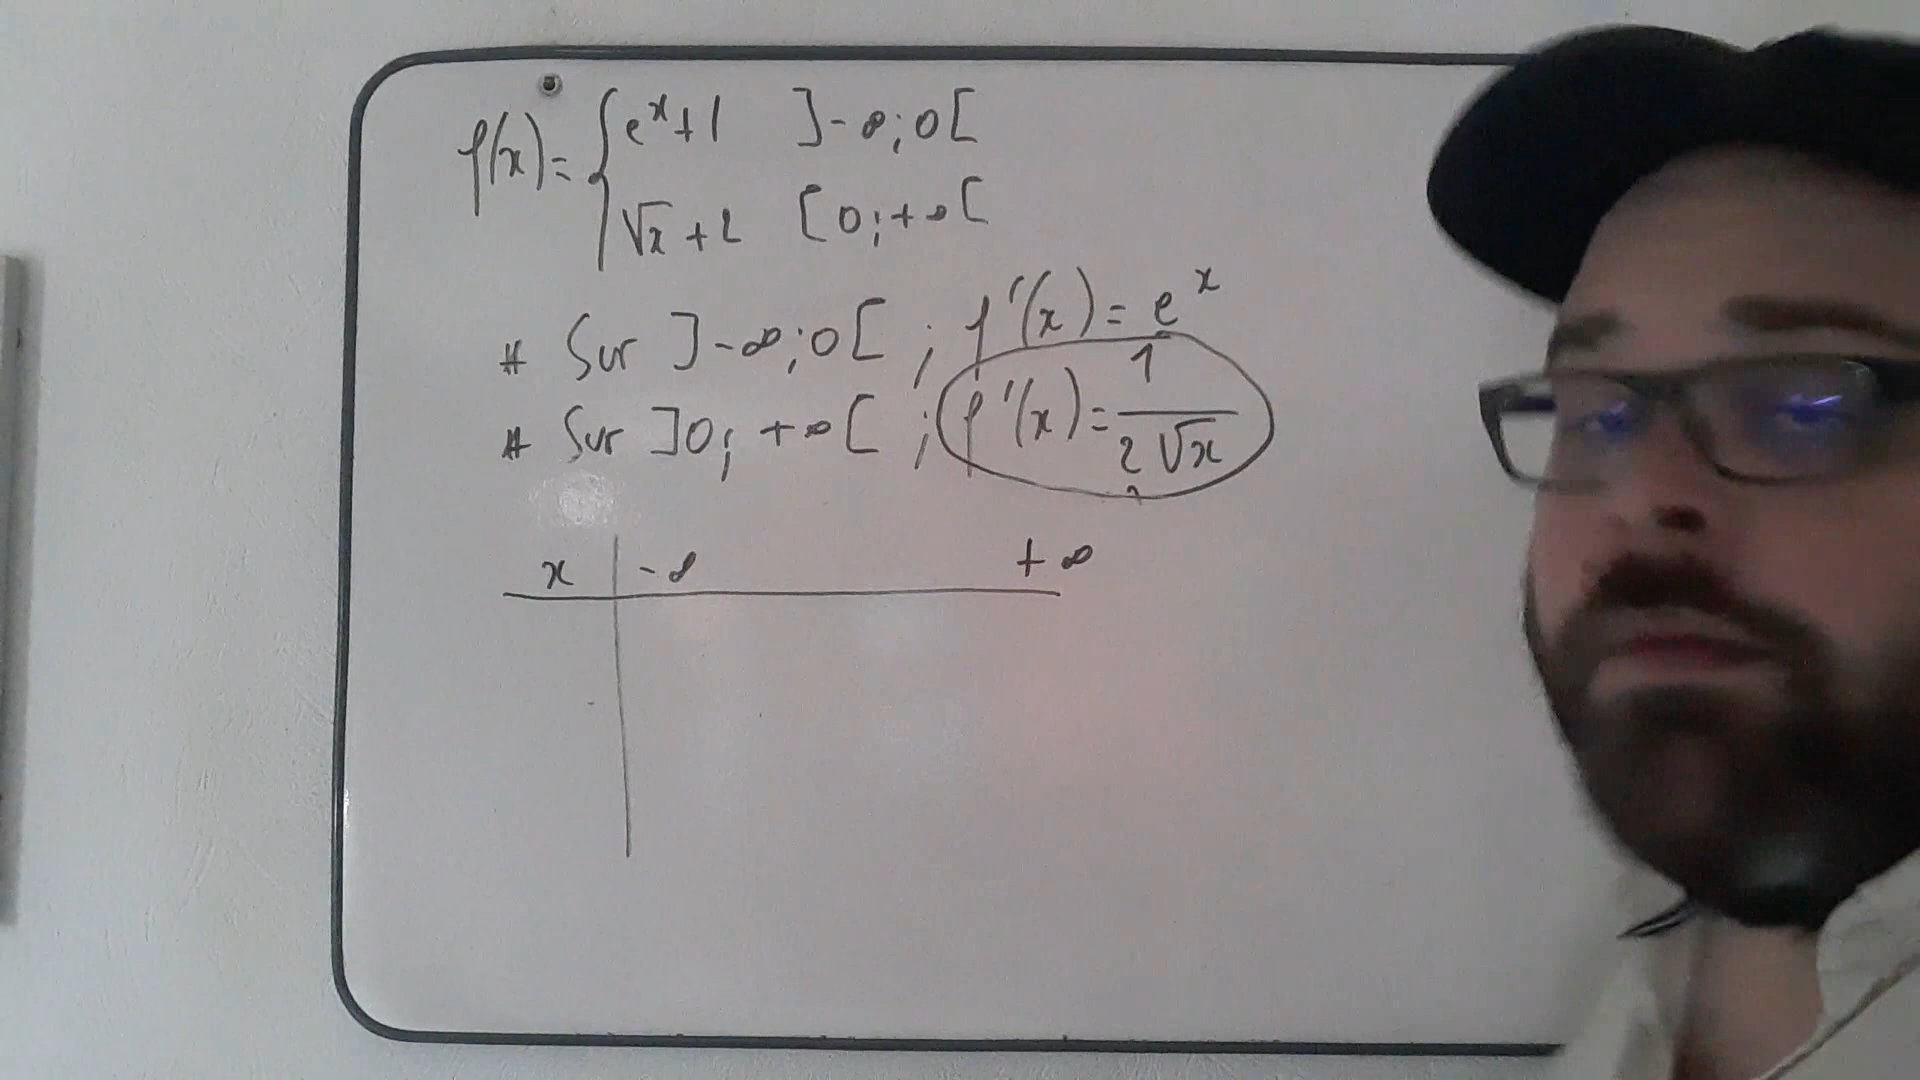 f(x) = { e^x + 1   ]-∞; 0[
√x + 2   [0; +∞[
# Sur ]-∞; 0[ ; f'(x) = e^x
# Sur ]0; +∞[ ; f'(x) = 1/(2√x)
x | -∞   +∞